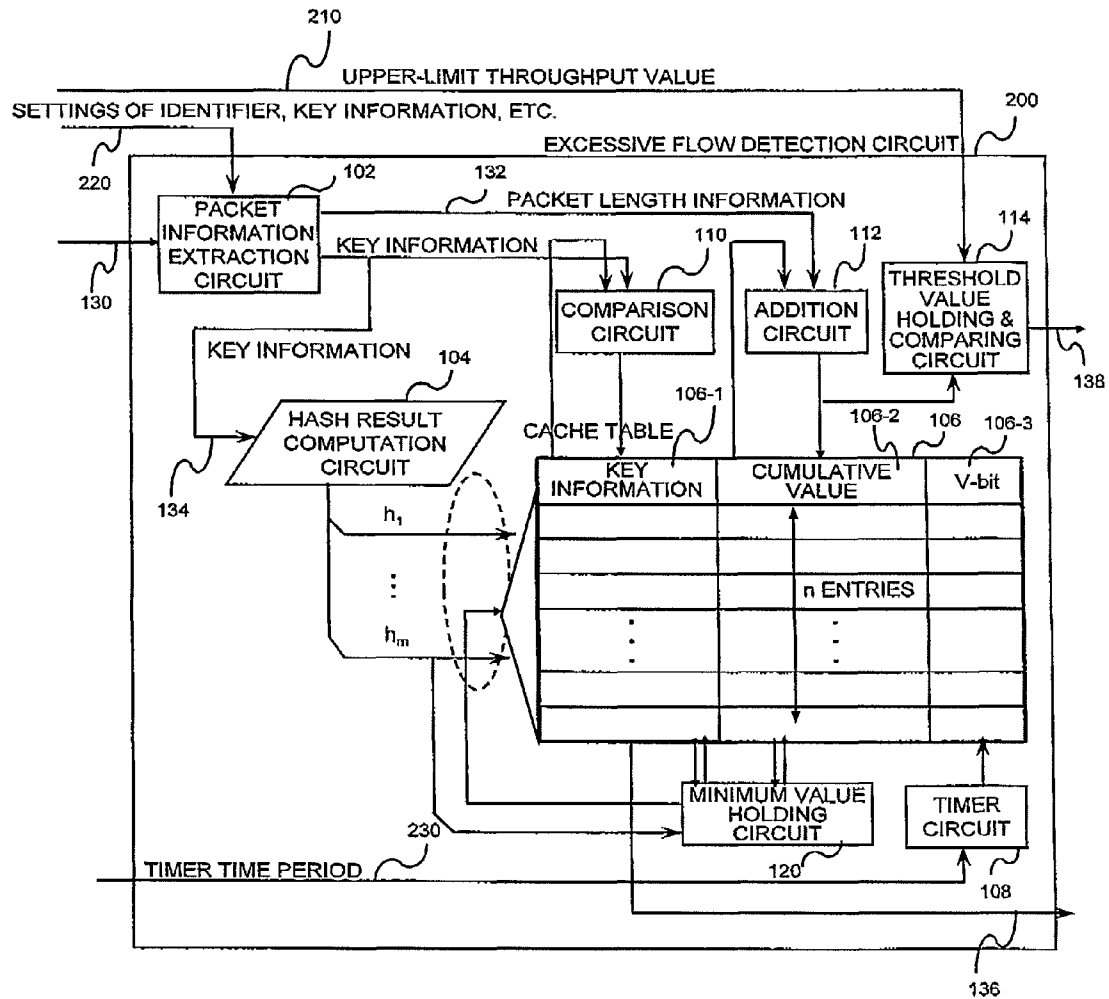 210
UPPER-LIMIT THROUGHPUT VALUE
SETTINGS OF IDENTIFIER, KEY INFORMATION, ETC.
200
EXCESSIVE FLOW DETECTION CIRCUIT
220
102
132
PACKET LENGTH INFORMATION
PACKET
INFORMATION
EXTRACTION
CIRCUIT
KEY INFORMATION
110
112
114
130
COMPARISON
CIRCUIT
ADDITION
CIRCUIT
THRESHOLD
VALUE
HOLDING &
COMPARING
CIRCUIT
138
KEY INFORMATION
104
106-1
106-2
106
106-3
HASH RESULT
COMPUTATION
CIRCUIT
134
CACHE TABLE
KEY
INFORMATION
CUMULATIVE
VALUE
V-bit
h1
n ENTRIES
hm
MINIMUM VALUE
HOLDING
CIRCUIT
TIMER
CIRCUIT
230
TIMER TIME PERIOD
120
108
136